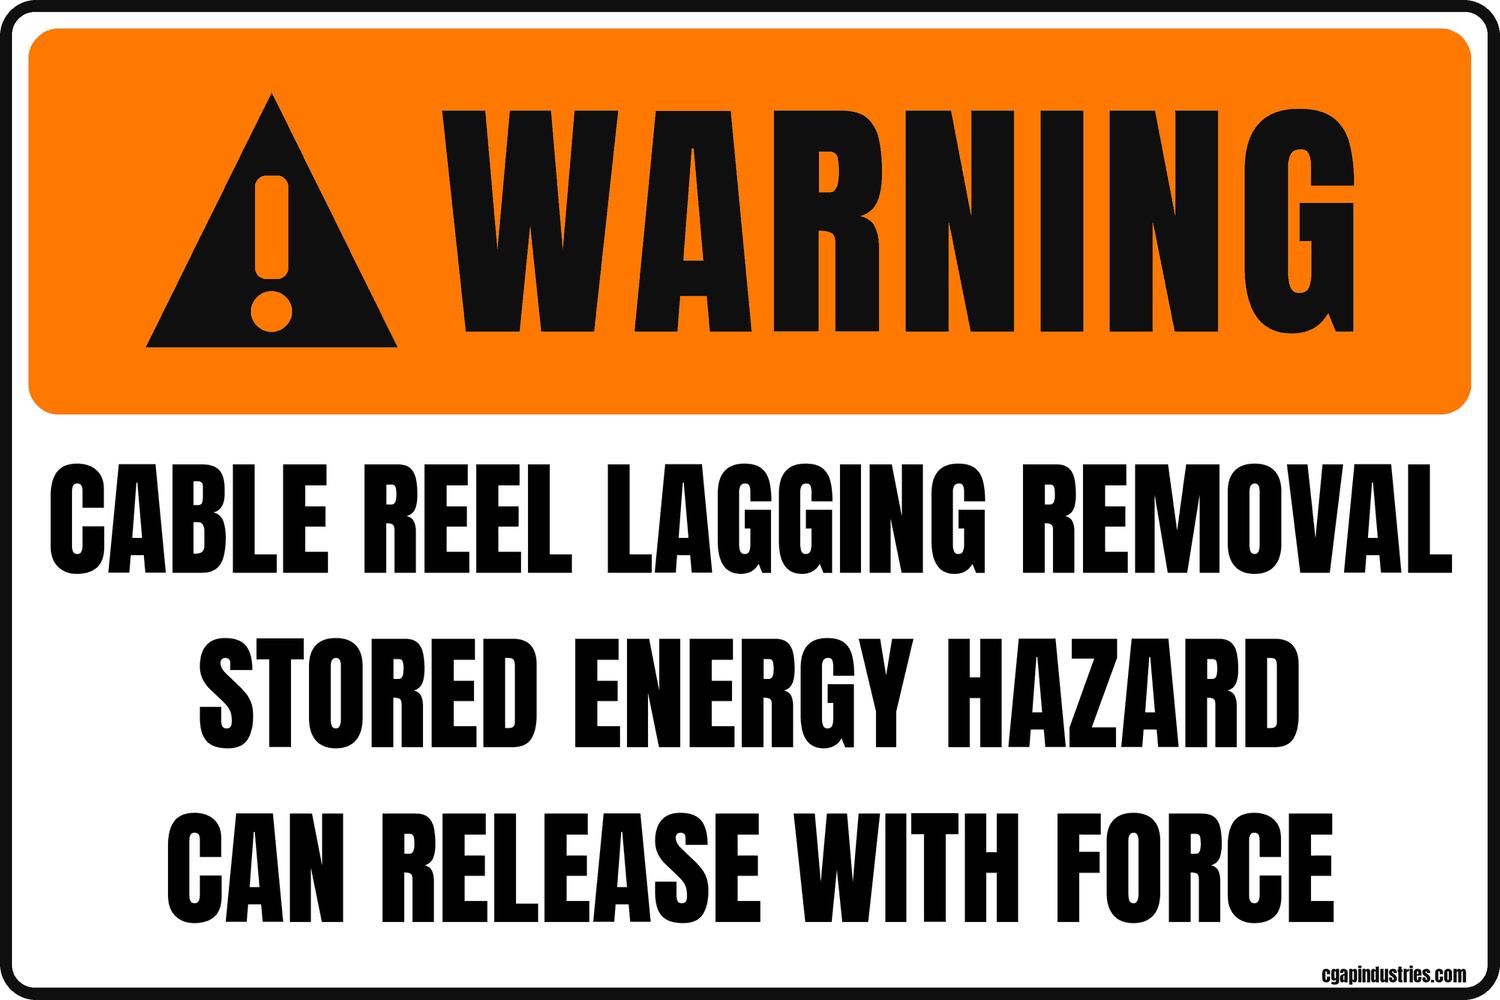 WARNING
CABLE REEL LAGGING REMOVAL
STORED ENERGY HAZARD
CAN RELEASE WITH FORCE
cgapindustries.com